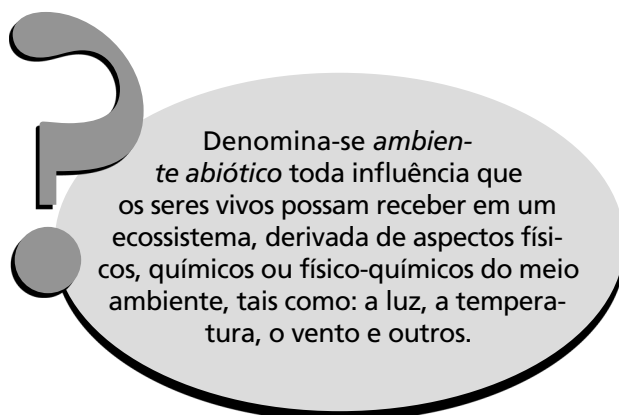 Denomina-se ambien-
te abiótico toda influência que
os seres vivos possam receber em um
ecossistema, derivada de aspectos físi-
cos, químicos ou físico-químicos do meio
ambiente, tais como: a luz, a tempera-
tura, o vento e outros.